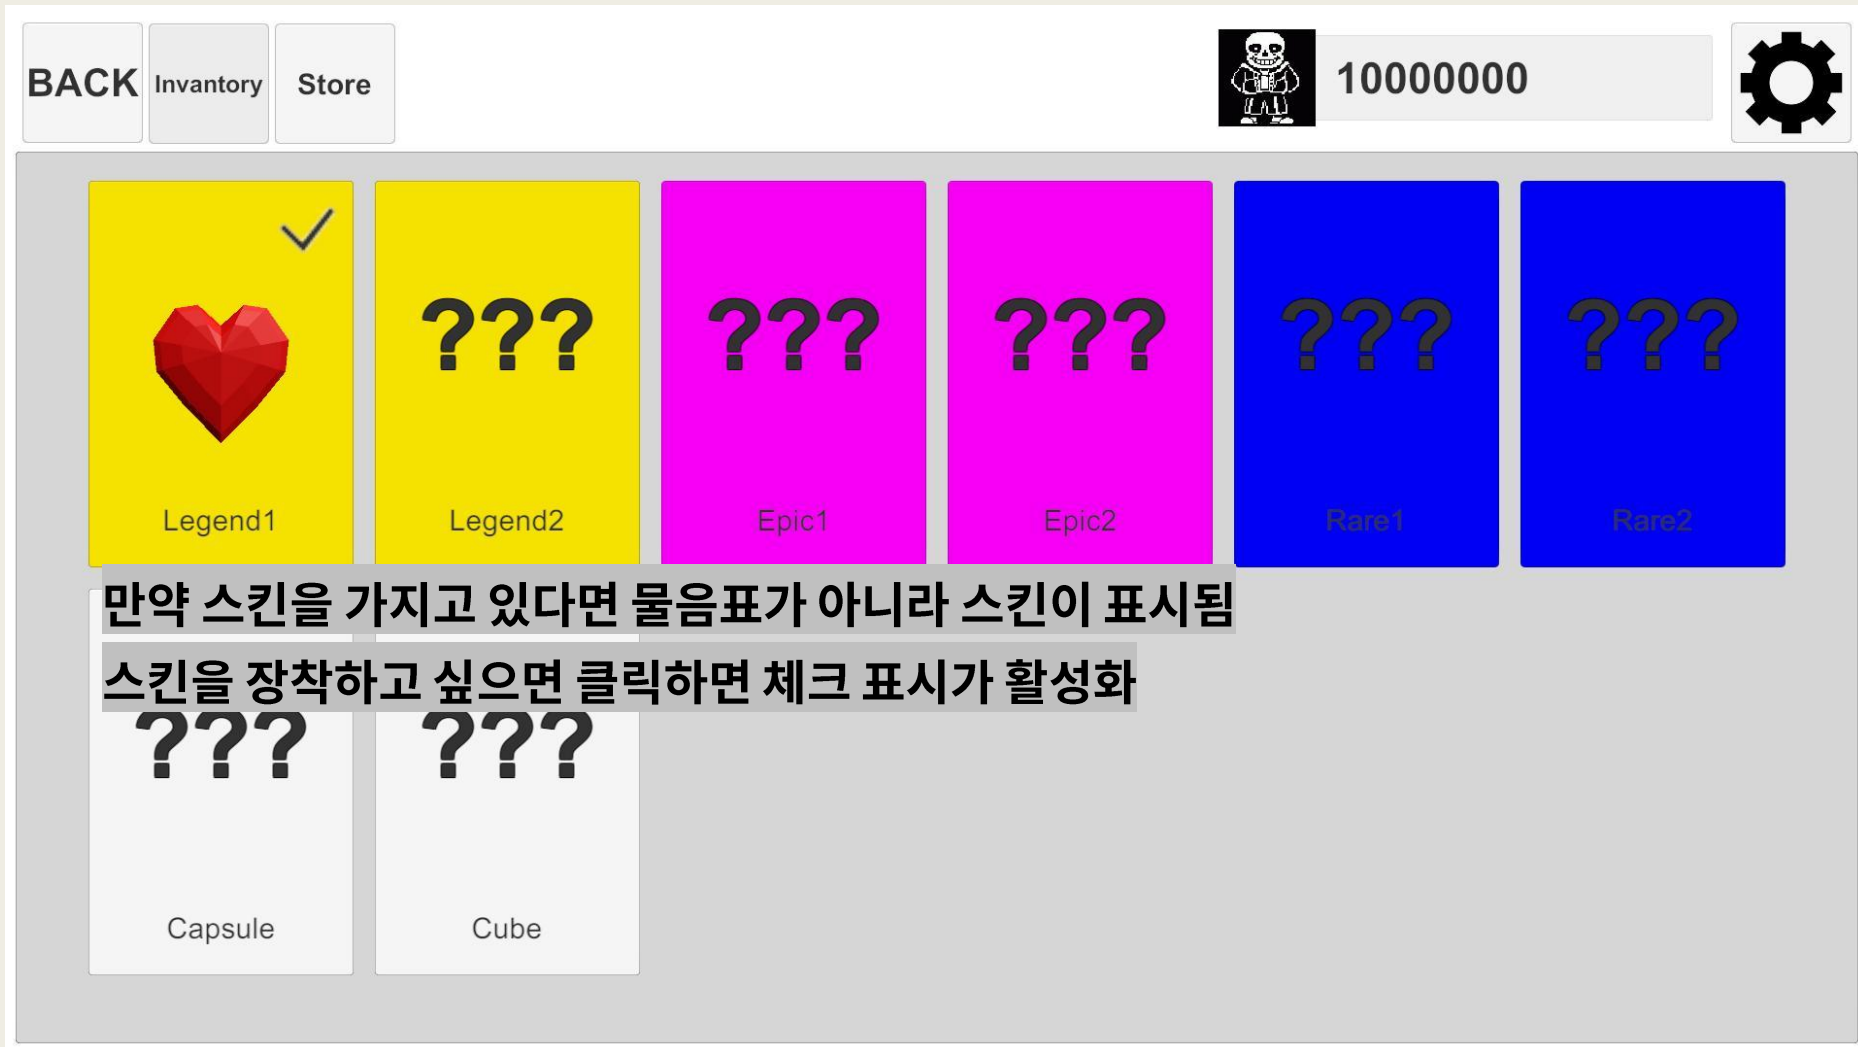 BACK
Invantory
Store
10000000
???
???
???
???
???
Legend1
Legend2
Epic1
Epic2
Rare1
Rare2
만약 스킨을 가지고 있다면 물음표가 아니라 스킨이 표시됨
스킨을 장착하고 싶으면 클릭하면 체크 표시가 활성화
???
???
Capsule
Cube